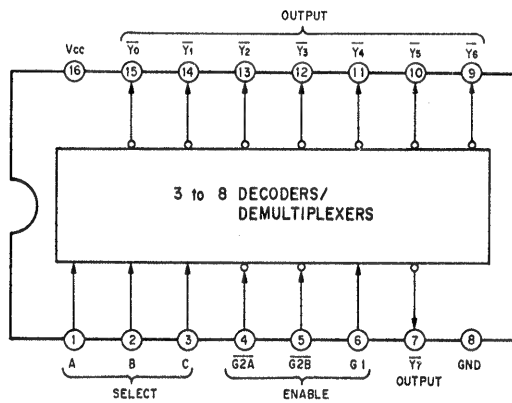 OUTPUT
Vcc Y0 Y1 Y2 Y3 Y4 Y5 Y6
16 15 14 13 12 11 10 9
3 to 8 DECODERS/
DEMULTIPLEXERS
1 2 3 4 5 6 7 8
A B C G2A G2B G1 Y7 GND
OUTPUT
SELECT ENABLE